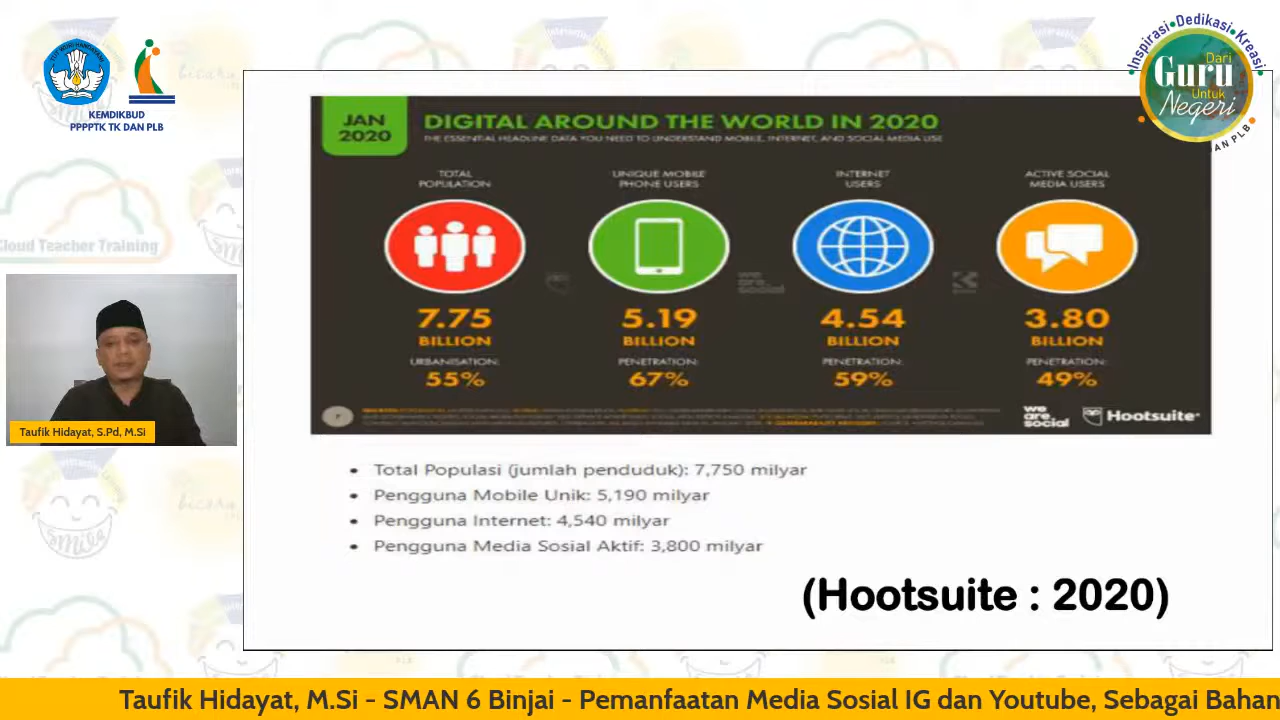 KEMDIKBUD
PPPPTK TK DAN PLB
Inspirasi Dedikasi Kreasi
Dari
Guru
Untuk
Negeri
DAN PLB
JAN
2020
DIGITAL AROUND THE WORLD IN 2020
THE ESSENTIAL HEADLINE DATA YOU NEED TO UNDERSTAND MOBILE, INTERNET, AND SOCIAL MEDIA USE
TOTAL
POPULATION
UNIQUE MOBILE
PHONE USERS
INTERNET
USERS
ACTIVE SOCIAL
MEDIA USERS
7.75
BILLION
URBANISATION:
55%
5.19
BILLION
PENETRATION:
67%
4.54
BILLION
PENETRATION:
59%
3.80
BILLION
PENETRATION:
49%
we
are
social
Hootsuite
Cloud Teacher Training
Taufik Hidayat, S.Pd, M.Si
• Total Populasi (jumlah penduduk): 7,750 milyar
• Pengguna Mobile Unik: 5,190 milyar
• Pengguna Internet: 4,540 milyar
• Pengguna Media Sosial Aktif: 3,800 milyar
(Hootsuite : 2020)
smile
bicara
Taufik Hidayat, M.Si - SMAN 6 Binjai - Pemanfaatan Media Sosial IG dan Youtube, Sebagai Bahan